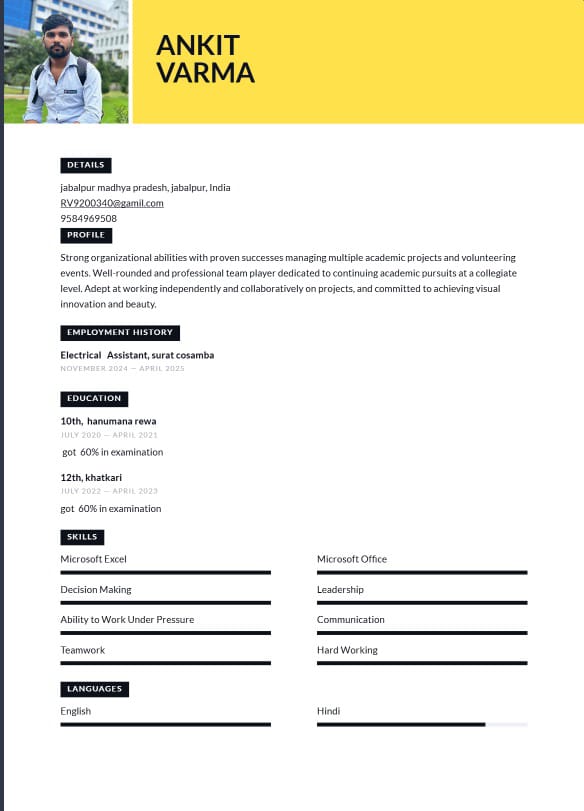 ANKIT
VARMA
DETAILS
jabalpur madhya pradesh, jabalpur, India
RV9200340@gamil.com
9584969508
PROFILE
Strong organizational abilities with proven successes managing multiple academic projects and volunteering
events. Well-rounded and professional team player dedicated to continuing academic pursuits at a collegiate
level. Adept at working independently and collaboratively on projects, and committed to achieving visual
innovation and beauty.
EMPLOYMENT HISTORY
Electrical Assistant, surat cosamba
NOVEMBER 2024 — APRIL 2025
EDUCATION
10th, hanumana rewa
JULY 2020 — APRIL 2021
got 60% in examination
12th, khatkari
JULY 2022 — APRIL 2023
got 60% in examination
SKILLS
Microsoft Excel
Microsoft Office
Decision Making
Leadership
Ability to Work Under Pressure
Communication
Teamwork
Hard Working
LANGUAGES
English
Hindi